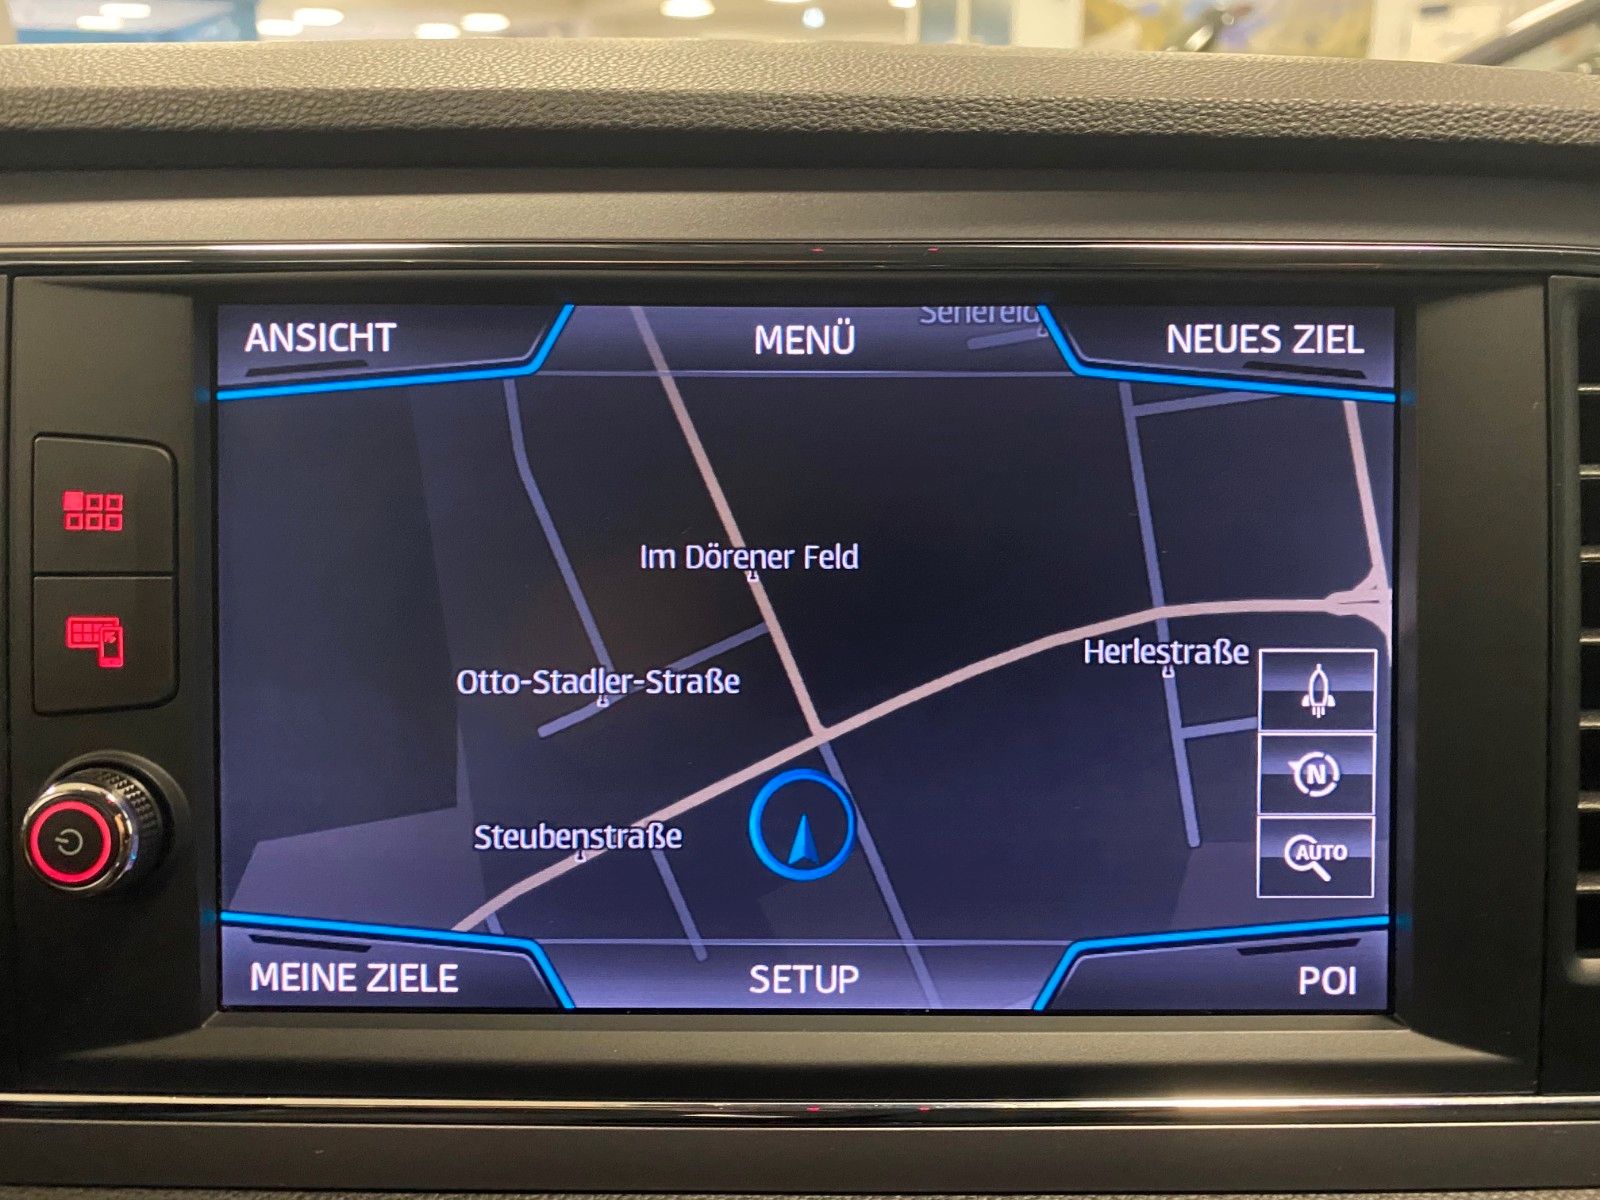 ANSICHT
MENÜ
NEUES ZIEL
Im Dörener Feld
Herlestraße
Otto-Stadler-Straße
N
Steubenstraße
AUTO
MEINE ZIELE
SETUP
POI